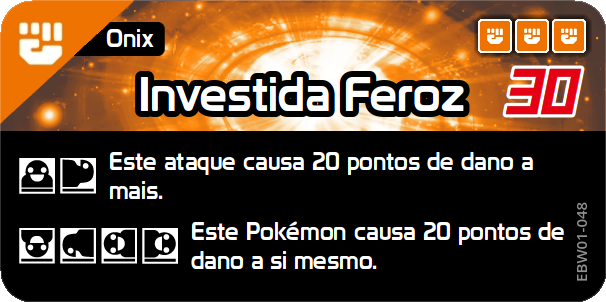 Onix
Investida Feroz
30
Este ataque causa 20 pontos de dano a
mais.
Este Pokémon causa 20 pontos de
dano a si mesmo.
EBW01-048